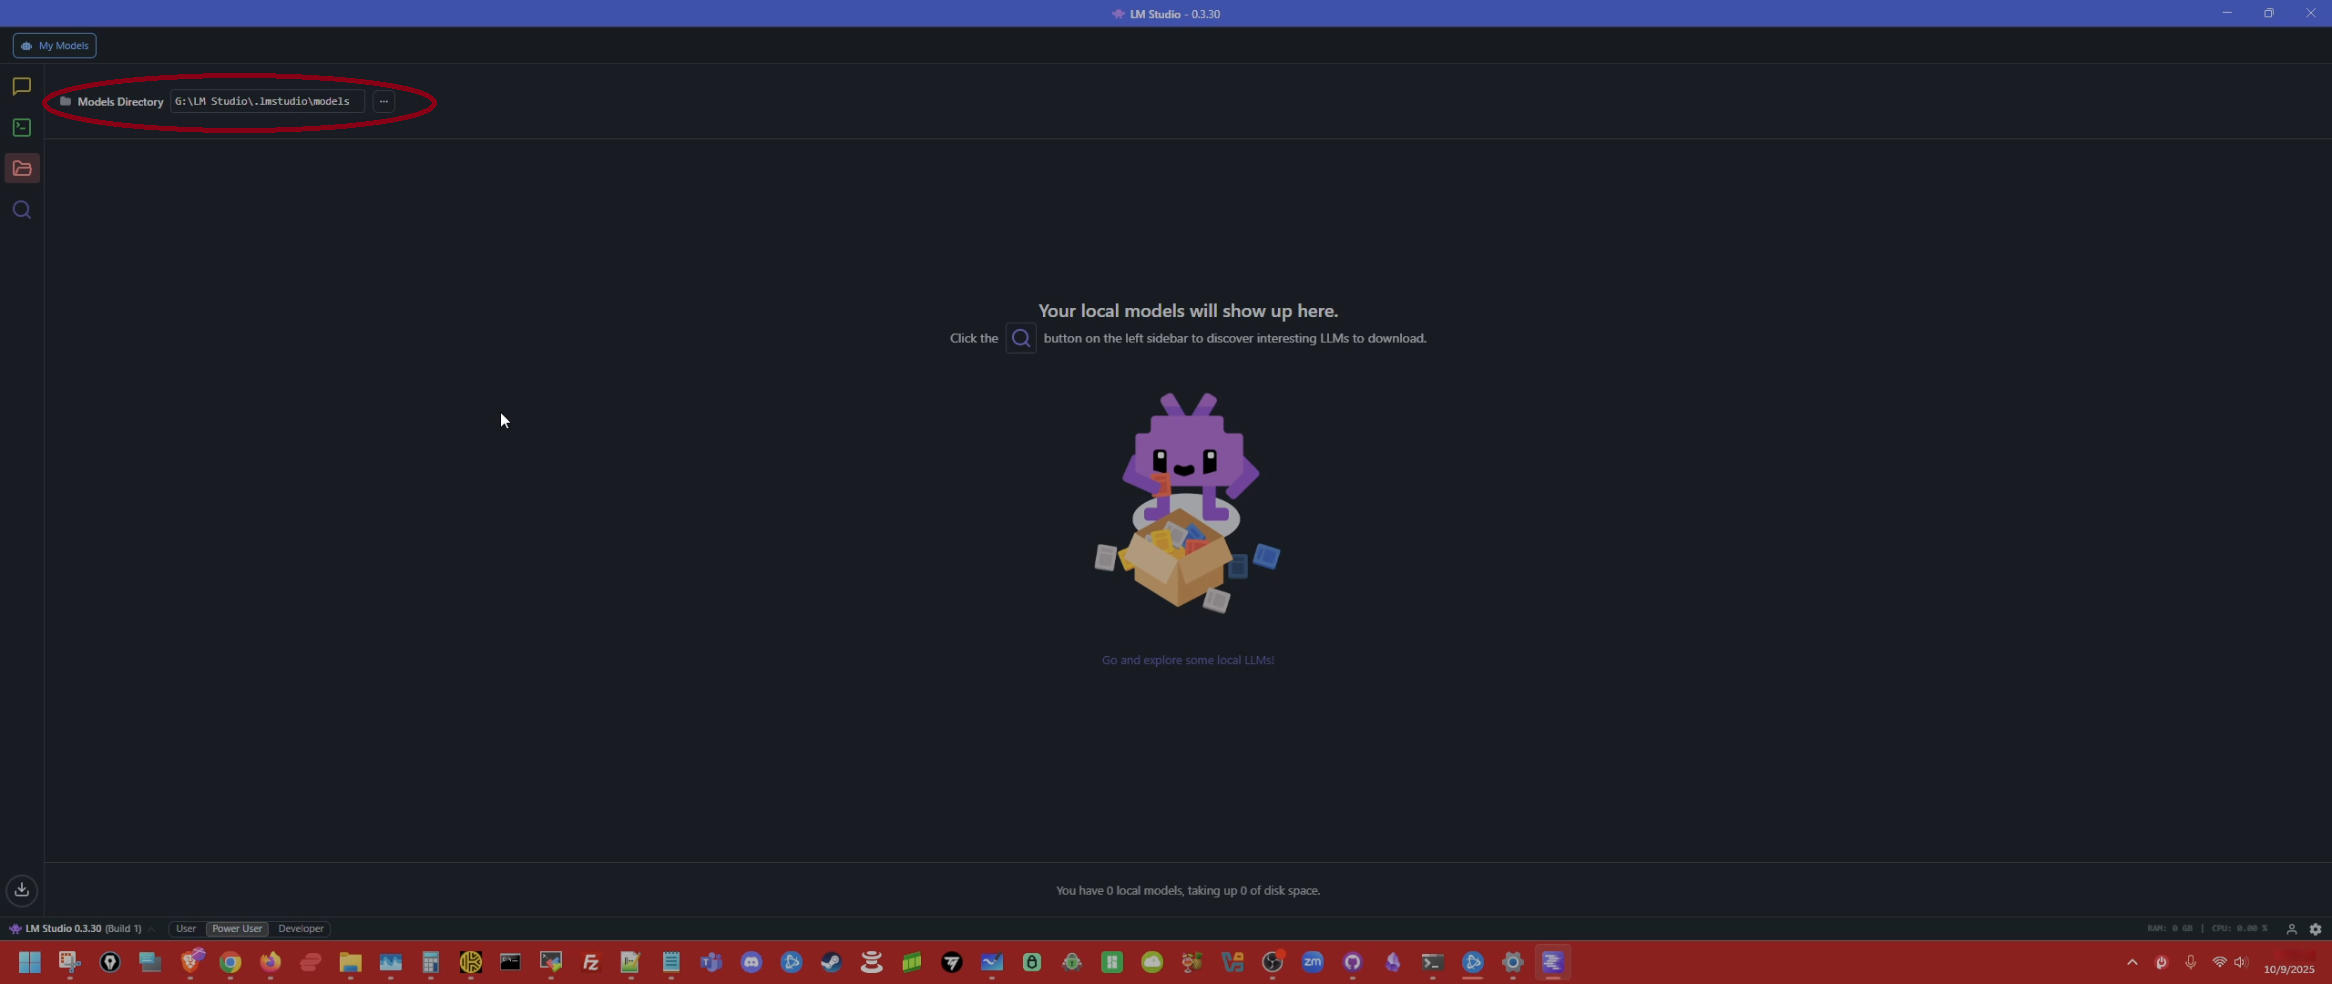 LM Studio - 0.3.30
My Models
Models Directory G:\LM Studio\.lmstudio\models ...
Your local models will show up here.
Click the button on the left sidebar to discover interesting LLMs to download.
Go and explore some local LLMs!
You have 0 local models, taking up 0 of disk space.
LM Studio 0.3.30 (Build 1) User Power User Developer RAM: 0 GB | CPU: 0.00 %
zm
10/9/2025